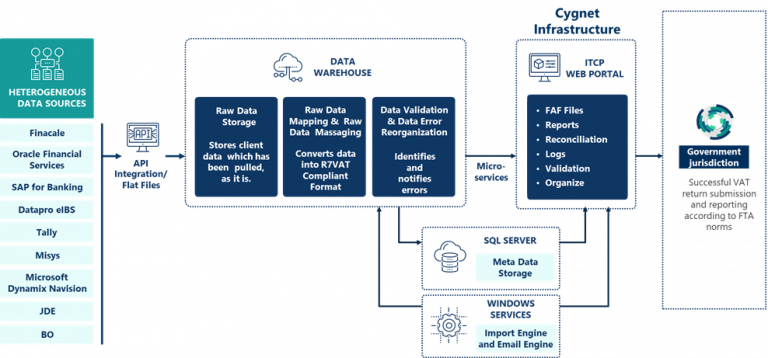 Cygnet
Infrastructure
HETEROGENEOUS
DATA SOURCES
Finacale
Oracle Financial
Services
SAP for Banking
Datapro eIBS
Tally
Misys
Microsoft
Dynamix Navision
JDE
BO
API
API
Integration/
Flat Files
DATA
WAREHOUSE
Raw Data
Storage
Stores client
data which has
been pulled,
as it is.
Raw Data
Mapping & Raw
Data Massaging
Converts data
into R7VAT
Compliant
Format
Data Validation
& Data Error
Reorganization
Identifies
and
notifies
errors
Micro-
services
ITCP
WEB PORTAL
• FAF Files
• Reports
• Reconciliation
• Logs
• Validation
• Organize
SQL SERVER
Meta Data
Storage
WINDOWS
SERVICES
Import Engine
and Email Engine
Government
jurisdiction
Successful VAT
return submission
and reporting
according to FTA
norms